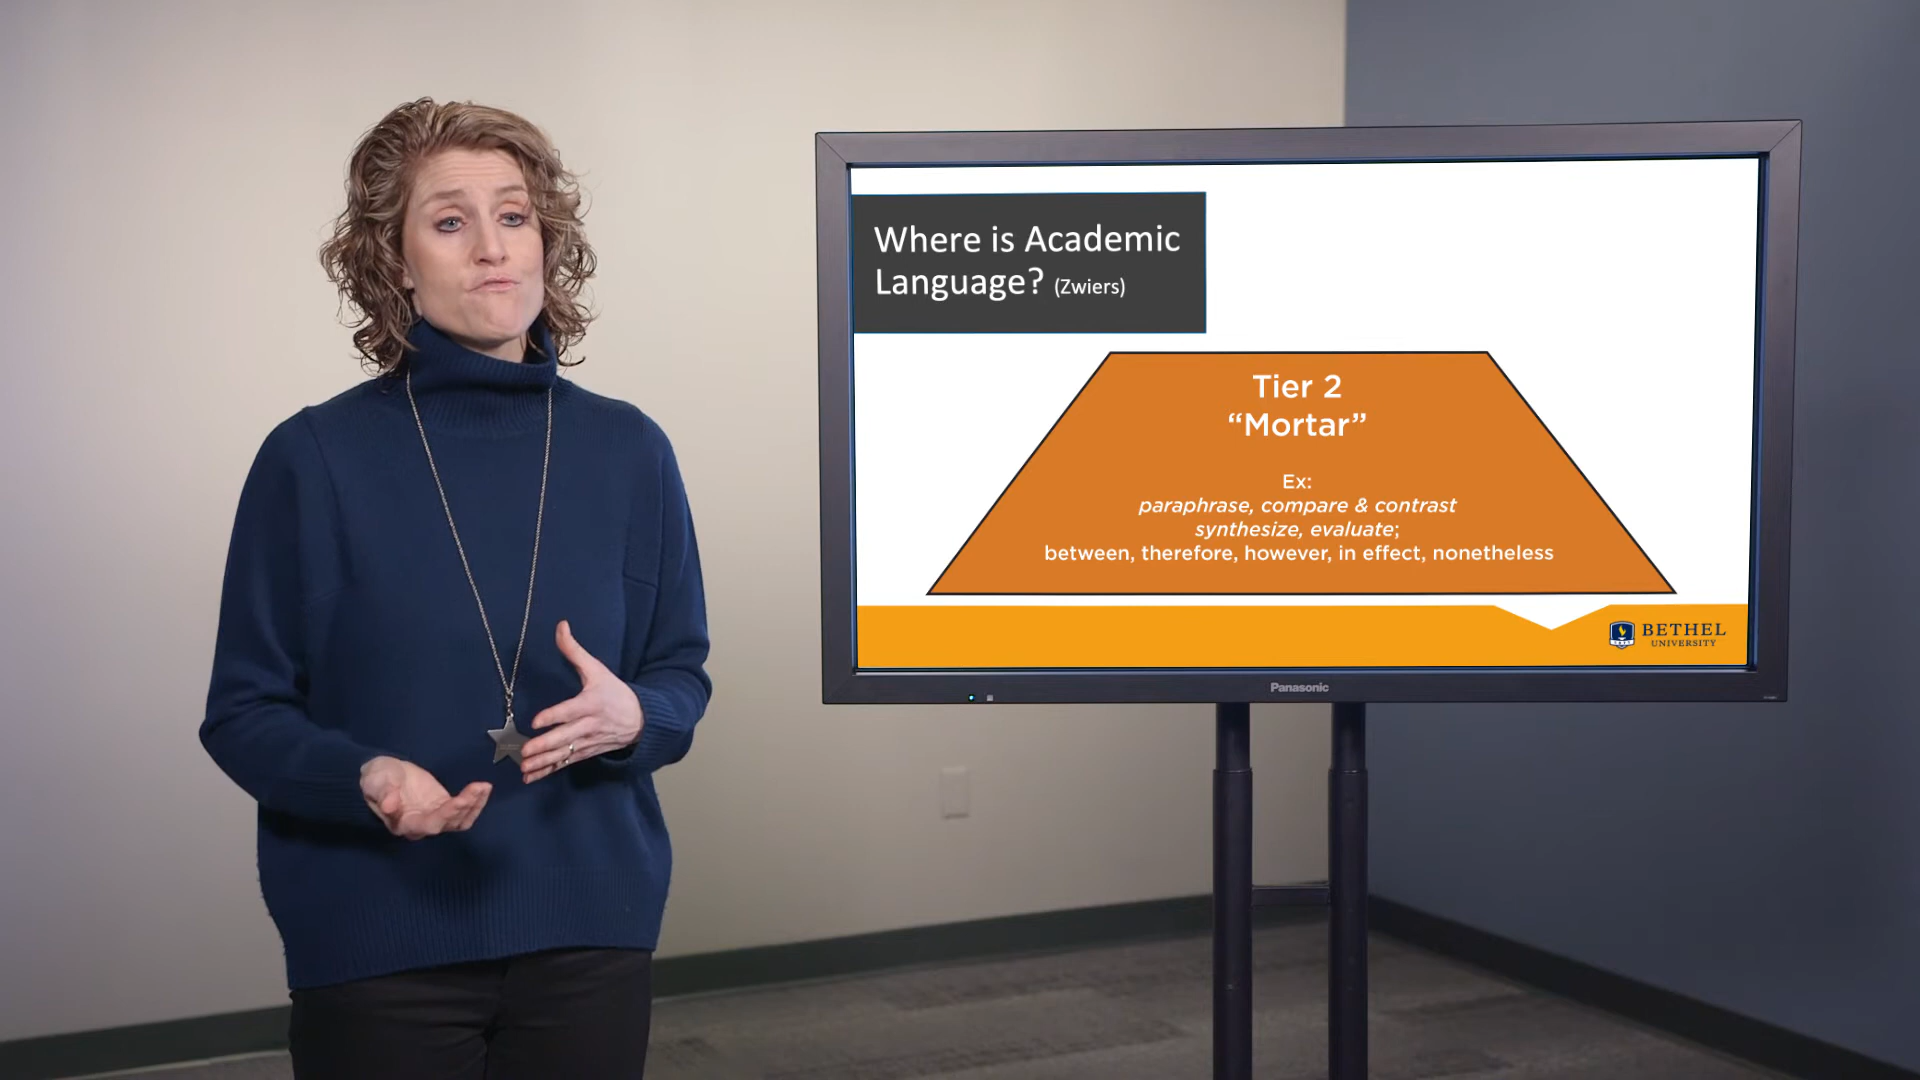 Where is Academic
Language? (Zwiers)
Tier 2
“Mortar”
Ex:
paraphrase, compare & contrast
synthesize, evaluate;
between, therefore, however, in effect, nonetheless
BETHEL
UNIVERSITY
Panasonic